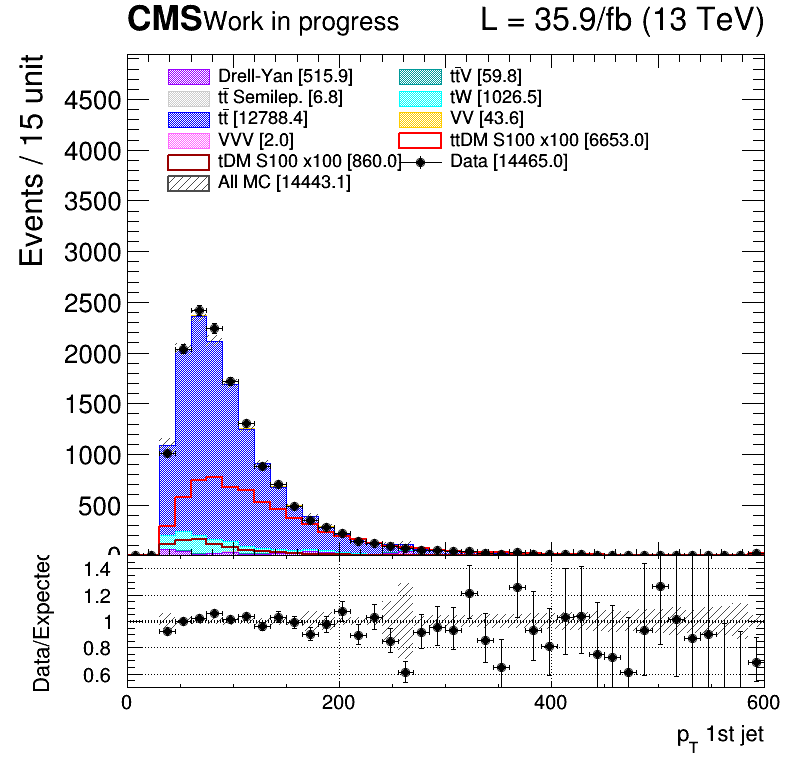 CMS Work in progress L = 35.9/fb (13 TeV)
Events / 15 unit
Drell-Yan [515.9] tt̄V [59.8]
tt̄ Semilep. [6.8] tW [1026.5]
tt̄ [12788.4] VV [43.6]
VVV [2.0] ttDM S100 x100 [6653.0]
tDM S100 x100 [860.0] Data [14465.0]
All MC [14443.1]
4500
4000
3500
3000
2500
2000
1500
1000
500
0
Data/Expected
1.4
1.2
1
0.8
0.6
0 200 400 600
p_T 1st jet